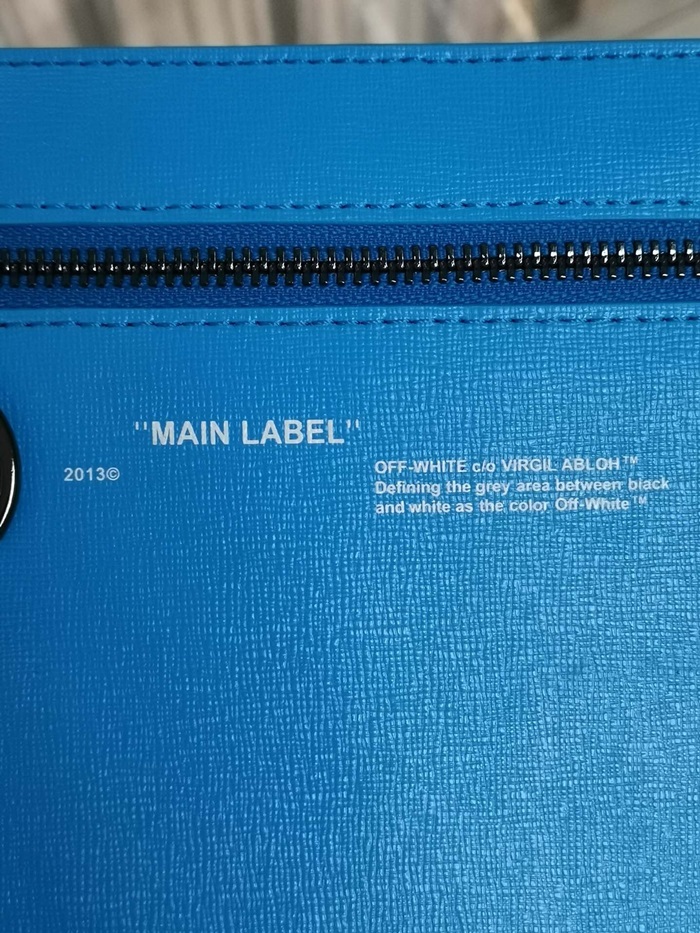 "MAIN LABEL"
2013©
OFF-WHITE c/o VIRGIL ABLOH™
Defining the grey area between black
and white as the color Off-White™